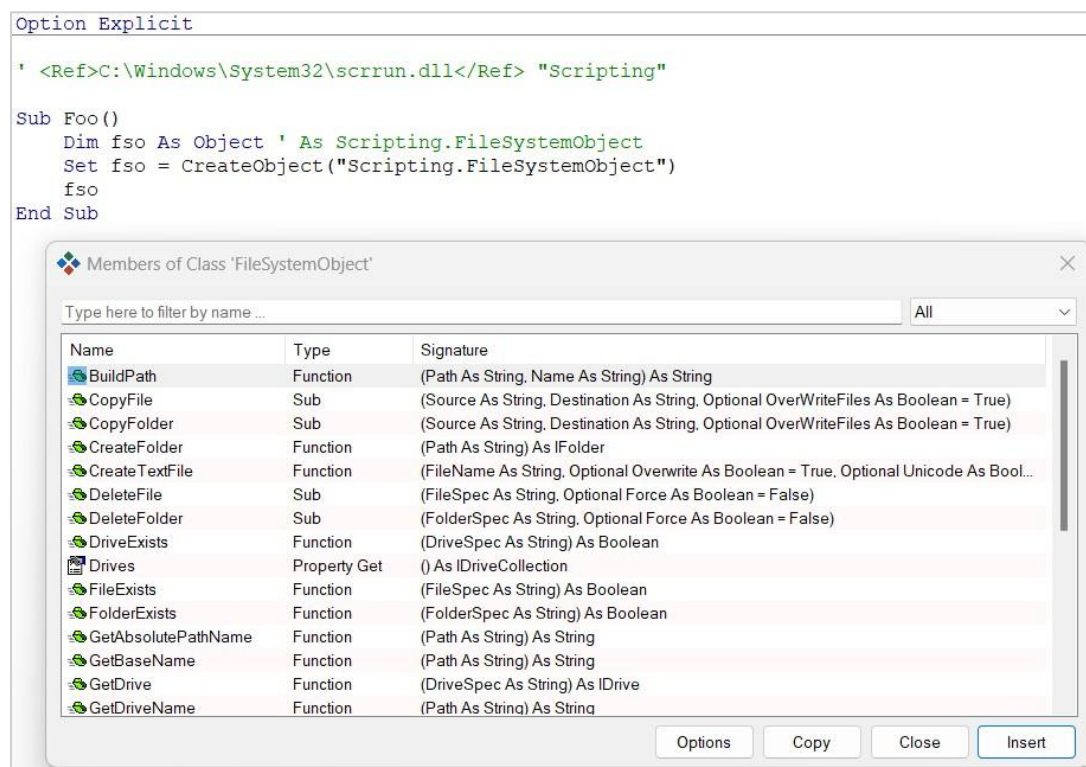 Option Explicit
' <Ref>C:\Windows\System32\scrrun.dll</Ref> "Scripting"
Sub Foo()
    Dim fso As Object ' As Scripting.FileSystemObject
    Set fso = CreateObject("Scripting.FileSystemObject")
    fso
End Sub
Members of Class 'FileSystemObject'
Type here to filter by name ... All
Name Type Signature
BuildPath Function (Path As String, Name As String) As String
CopyFile Sub (Source As String, Destination As String, Optional OverWriteFiles As Boolean = True)
CopyFolder Sub (Source As String, Destination As String, Optional OverWriteFiles As Boolean = True)
CreateFolder Function (Path As String) As IFolder
CreateTextFile Function (FileName As String, Optional Overwrite As Boolean = True, Optional Unicode As Bool...
DeleteFile Sub (FileSpec As String, Optional Force As Boolean = False)
DeleteFolder Sub (FolderSpec As String, Optional Force As Boolean = False)
DriveExists Function (DriveSpec As String) As Boolean
Drives Property Get () As IDriveCollection
FileExists Function (FileSpec As String) As Boolean
FolderExists Function (FolderSpec As String) As Boolean
GetAbsolutePathName Function (Path As String) As String
GetBaseName Function (Path As String) As String
GetDrive Function (DriveSpec As String) As IDrive
GetDriveName Function (Path As String) As String
Options Copy Close Insert